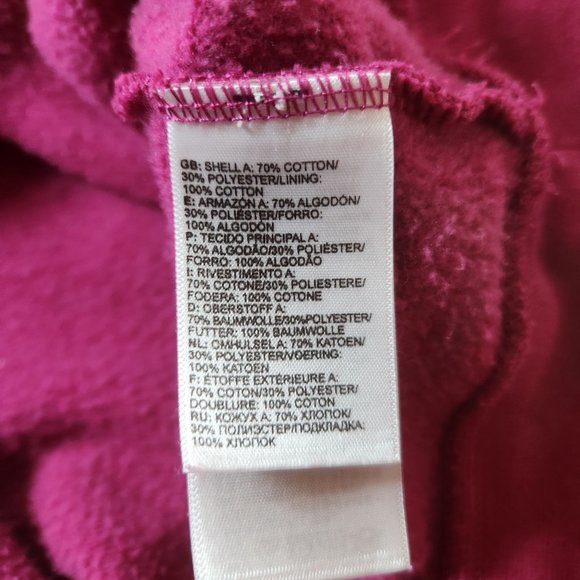 GB: SHELL A: 70% COTTON/
30% POLYESTER/LINING:
100% COTTON
E: ARMAZÓN A: 70% ALGODÓN/
30% POLIÉSTER/FORRO:
100% ALGODÓN
P: TECIDO PRINCIPAL A:
70% ALGODÃO/30% POLIÉSTER/
FORRO: 100% ALGODÃO
I: RIVESTIMENTO A:
70% COTONE/30% POLIESTERE/
FODERA: 100% COTONE
D: OBERSTOFF A:
70% BAUMWOLLE/30%POLYESTER/
FUTTER: 100% BAUMWOLLE
NL: OMHULSEL A: 70% KATOEN/
30% POLYESTER/VOERING:
100% KATOEN
F: ÉTOFFE EXTÉRIEURE A:
70% COTON/30% POLYESTER/
DOUBLURE: 100% COTON
RU: КОЖУХ A: 70% ХЛОПОК/
30% ПОЛИЭСТЕР/ПОДКЛАДКА:
100% ХЛОПОК